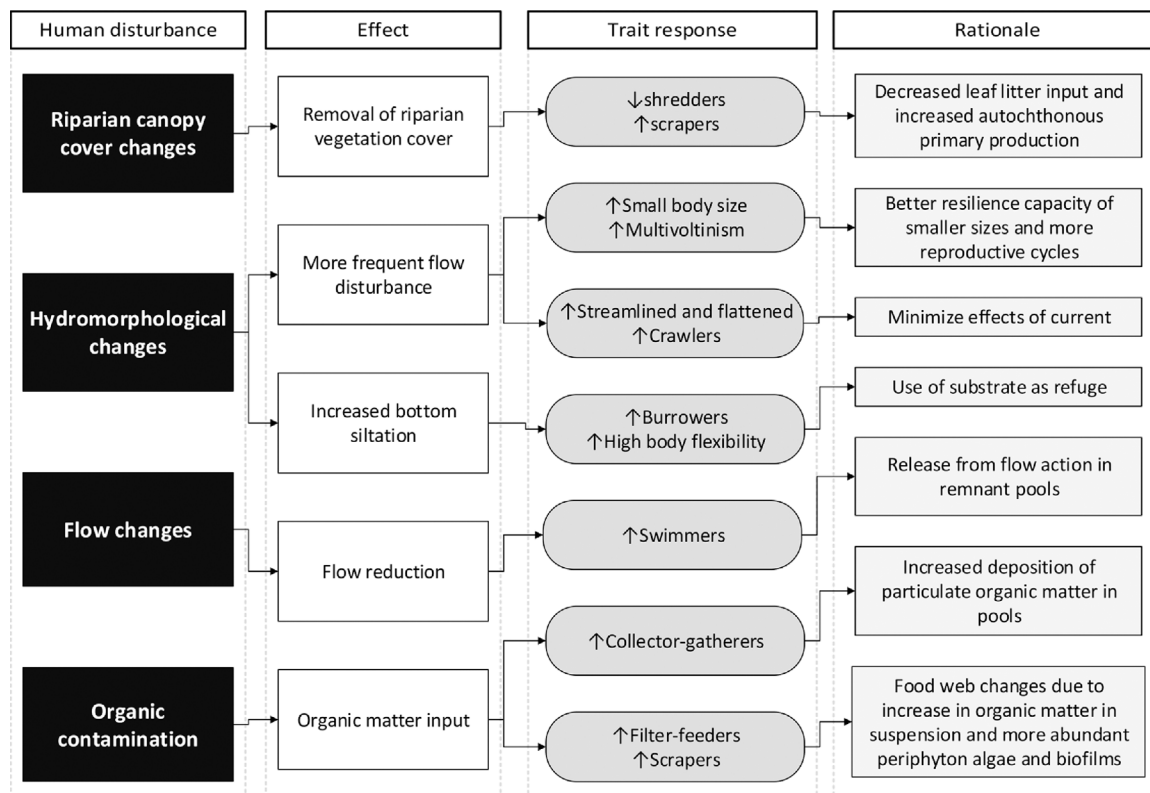 Human disturbance
Effect
Trait response
Rationale
Riparian canopy
cover changes
Removal of riparian
vegetation cover
↓shredders
↑scrapers
Decreased leaf litter input and
increased autochthonous
primary production
Hydromorphological
changes
More frequent flow
disturbance
↑Small body size
↑Multivoltinism
Better resilience capacity of
smaller sizes and more
reproductive cycles
↑Streamlined and flattened
↑Crawlers
Minimize effects of current
Increased bottom
siltation
↑Burrowers
↑High body flexibility
Use of substrate as refuge
Flow changes
Flow reduction
↑Swimmers
Release from flow action in
remnant pools
Organic
contamination
Organic matter input
↑Collector-gatherers
Increased deposition of
particulate organic matter in
pools
↑Filter-feeders
↑Scrapers
Food web changes due to
increase in organic matter in
suspension and more abundant
periphyton algae and biofilms